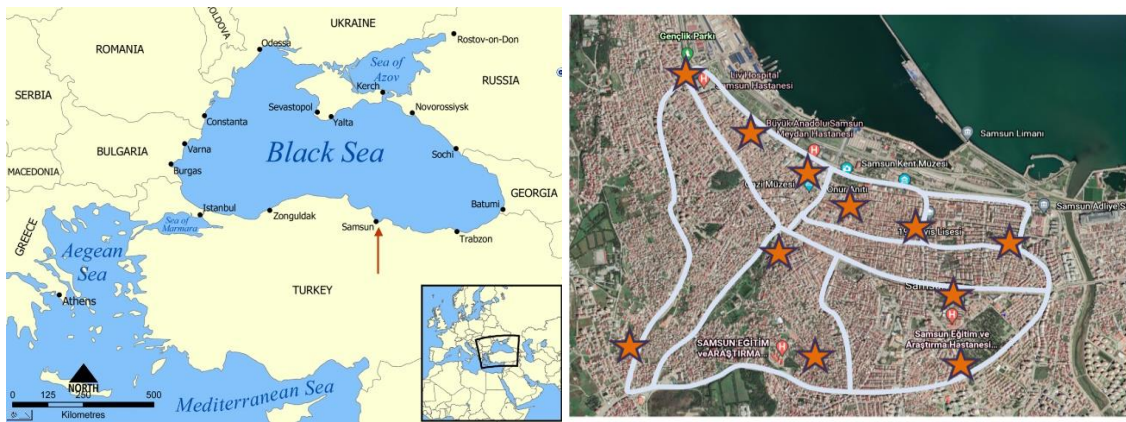 UKRAINE
MOLDOVA
ROMANIA
Odessa
Rostov-on-Don
Sea of
Azov
Kerch
RUSSIA
SERBIA
Sevastopol
Yalta
Novorossiysk
Constanta
Black Sea
Sochi
BULGARIA
Varna
Burgas
MACEDONIA
GEORGIA
Batumi
Istanbul
Zonguldak
Samsun
Trabzon
Sea of
Marmara
GREECE
Aegean
Sea
Athens
TURKEY
NORTH
0 125 250 500
Kilometres
Mediterranean Sea
Gençlik Parkı
Liv Hospital
Samsun Hastanesi
Büyük Anadolu Samsun
Meydan Hastanesi
Samsun Limanı
Samsun Kent Müzesi
Müzesi
Onur Anıtı
Samsun Adliye S
Lisesi
Sams
Samsun Eğitim ve
Araştırma Hastanesi...
SAMSUN EĞİTİM
veARAŞTIRMA...